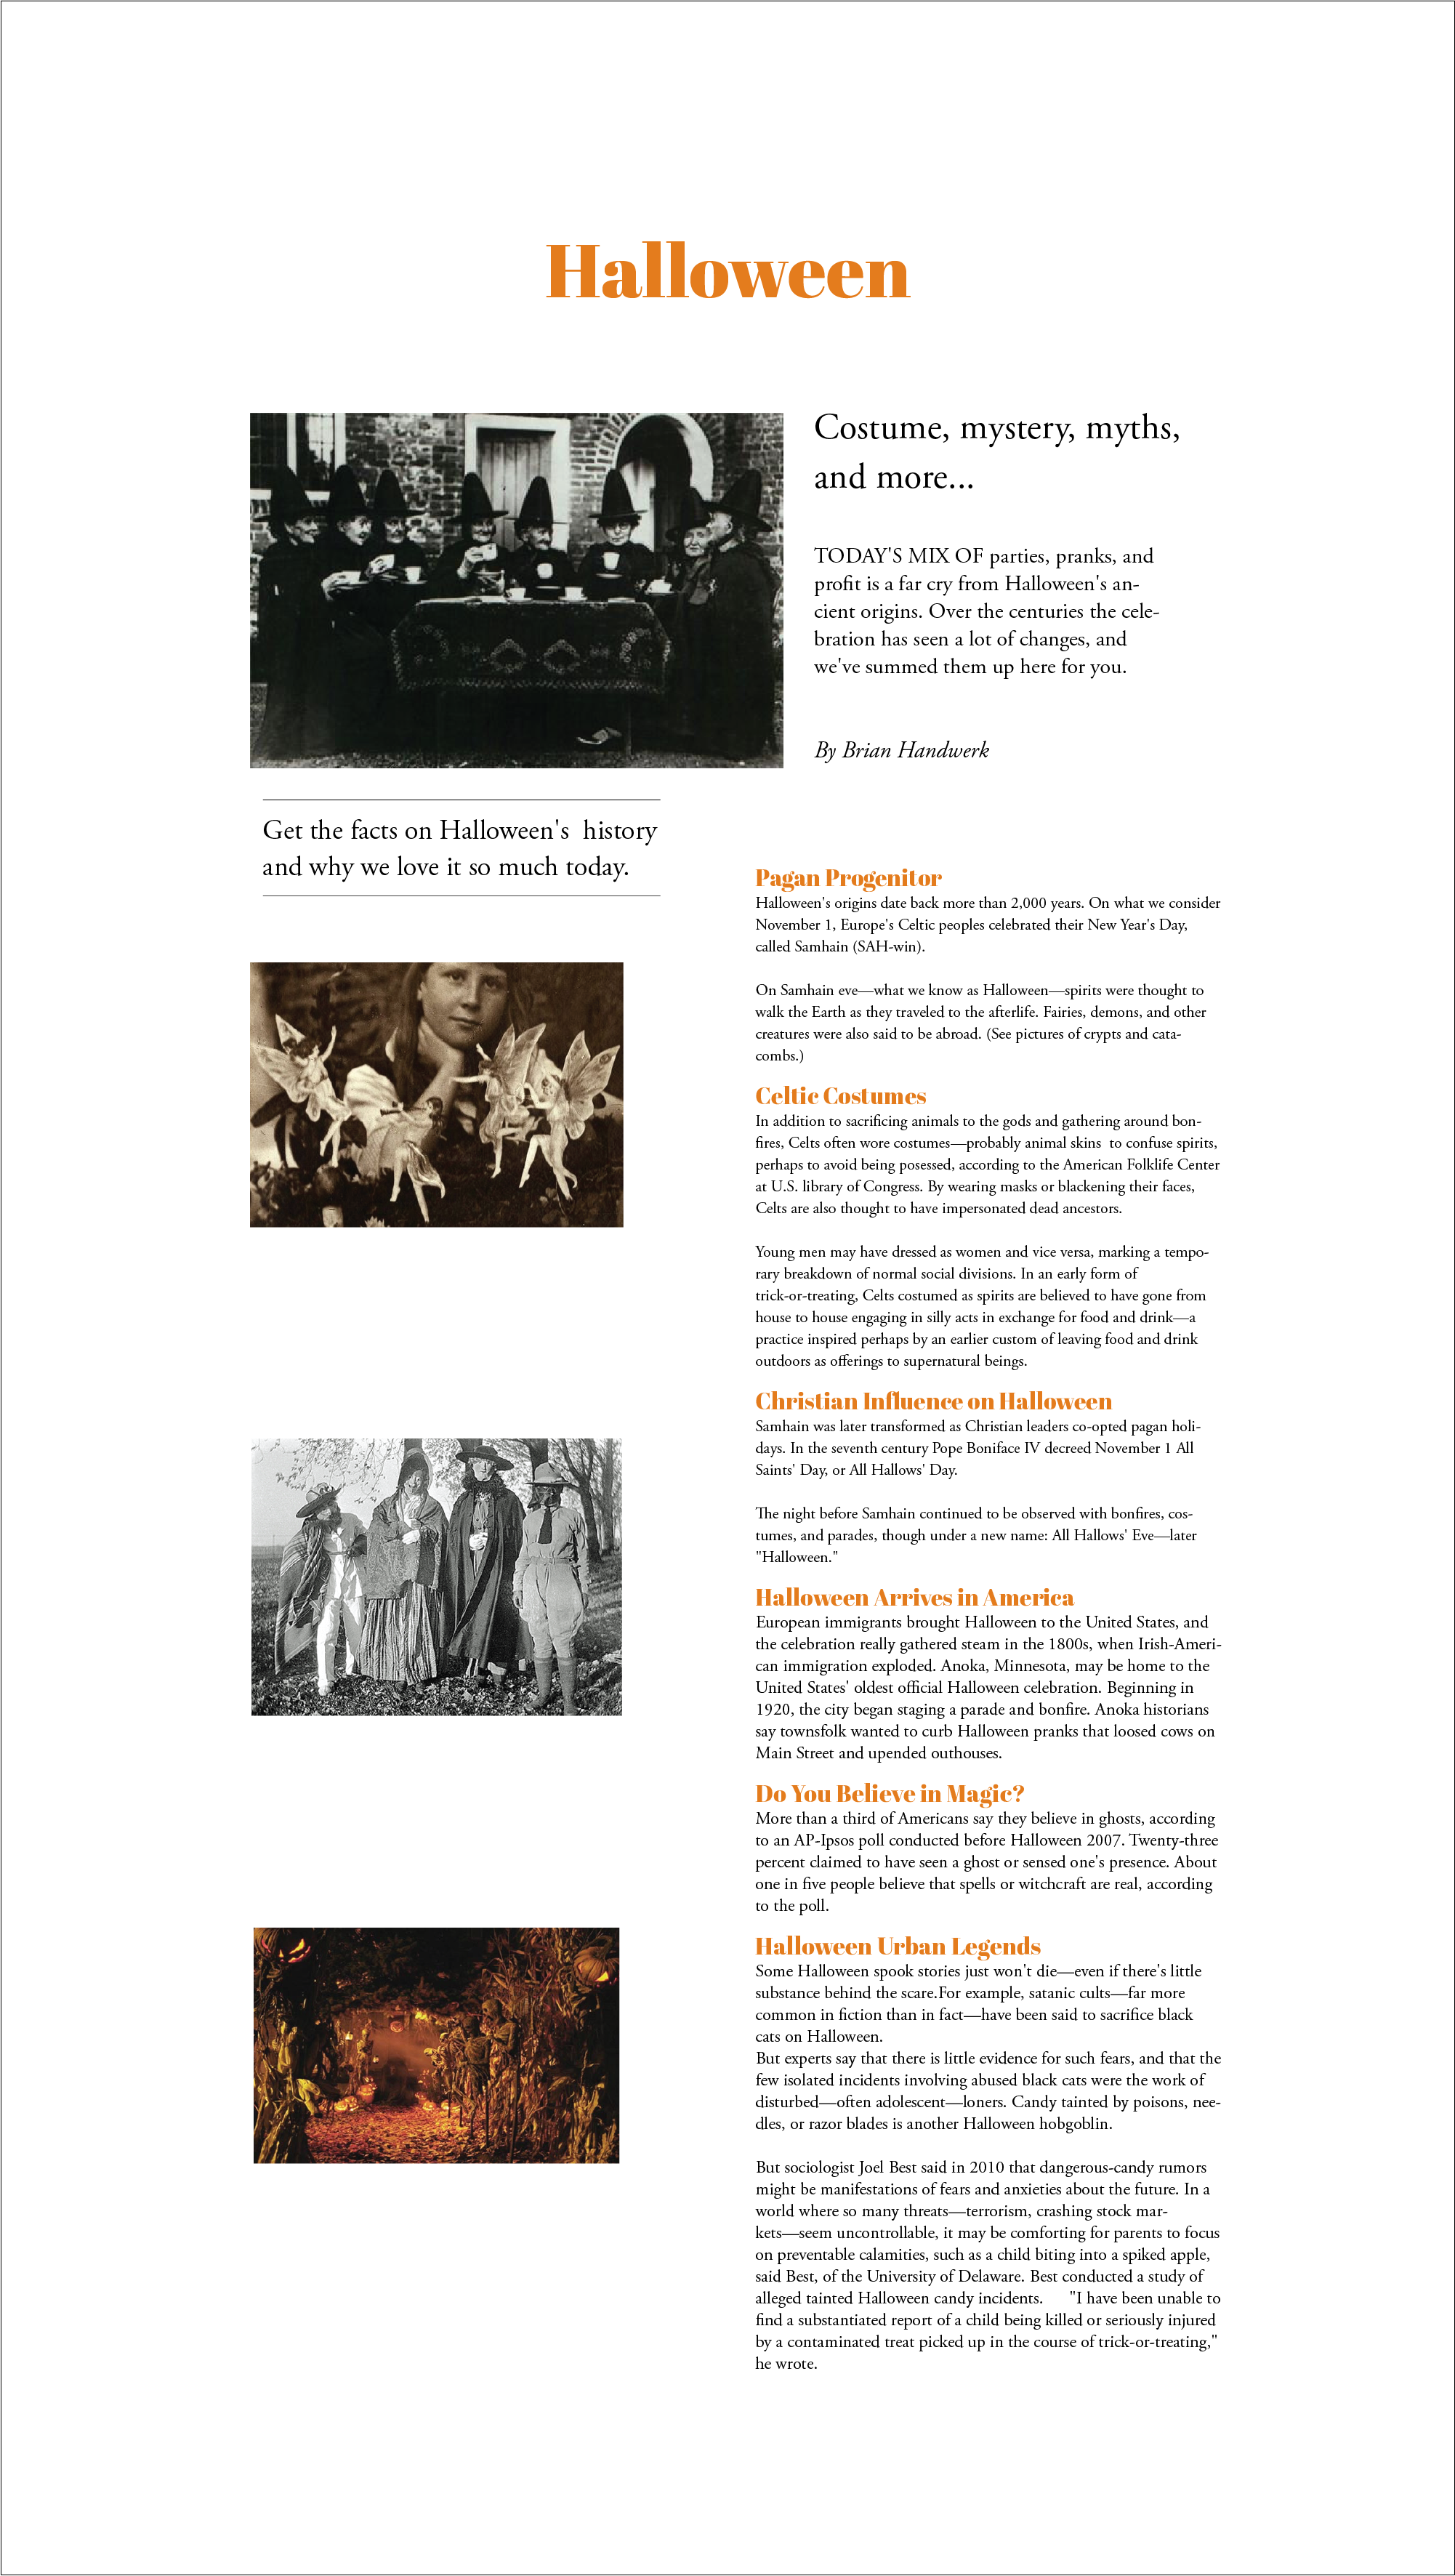 Halloween
Costume, mystery, myths,
and more...
TODAY'S MIX OF parties, pranks, and
profit is a far cry from Halloween's an-
cient origins. Over the centuries the cele-
bration has seen a lot of changes, and
we've summed them up here for you.
By Brian Handwerk
Get the facts on Halloween's  history
and why we love it so much today.
Pagan Progenitor
Halloween's origins date back more than 2,000 years. On what we consider
November 1, Europe's Celtic peoples celebrated their New Year's Day,
called Samhain (SAH-win).
On Samhain eve—what we know as Halloween—spirits were thought to
walk the Earth as they traveled to the afterlife. Fairies, demons, and other
creatures were also said to be abroad. (See pictures of crypts and cata-
combs.)
Celtic Costumes
In addition to sacrificing animals to the gods and gathering around bon-
fires, Celts often wore costumes—probably animal skins  to confuse spirits,
perhaps to avoid being posessed, according to the American Folklife Center
at U.S. library of Congress. By wearing masks or blackening their faces,
Celts are also thought to have impersonated dead ancestors.
Young men may have dressed as women and vice versa, marking a tempo-
rary breakdown of normal social divisions. In an early form of
trick-or-treating, Celts costumed as spirits are believed to have gone from
house to house engaging in silly acts in exchange for food and drink—a
practice inspired perhaps by an earlier custom of leaving food and drink
outdoors as offerings to supernatural beings.
Christian Influence on Halloween
Samhain was later transformed as Christian leaders co-opted pagan holi-
days. In the seventh century Pope Boniface IV decreed November 1 All
Saints' Day, or All Hallows' Day.
The night before Samhain continued to be observed with bonfires, cos-
tumes, and parades, though under a new name: All Hallows' Eve—later
"Halloween."
Halloween Arrives in America
European immigrants brought Halloween to the United States, and
the celebration really gathered steam in the 1800s, when Irish-Ameri-
can immigration exploded. Anoka, Minnesota, may be home to the
United States' oldest official Halloween celebration. Beginning in
1920, the city began staging a parade and bonfire. Anoka historians
say townsfolk wanted to curb Halloween pranks that loosed cows on
Main Street and upended outhouses.
Do You Believe in Magic?
More than a third of Americans say they believe in ghosts, according
to an AP-Ipsos poll conducted before Halloween 2007. Twenty-three
percent claimed to have seen a ghost or sensed one's presence. About
one in five people believe that spells or witchcraft are real, according
to the poll.
Halloween Urban Legends
Some Halloween spook stories just won't die—even if there's little
substance behind the scare.For example, satanic cults—far more
common in fiction than in fact—have been said to sacrifice black
cats on Halloween.
But experts say that there is little evidence for such fears, and that the
few isolated incidents involving abused black cats were the work of
disturbed—often adolescent—loners. Candy tainted by poisons, nee-
dles, or razor blades is another Halloween hobgoblin.
But sociologist Joel Best said in 2010 that dangerous-candy rumors
might be manifestations of fears and anxieties about the future. In a
world where so many threats—terrorism, crashing stock mar-
kets—seem uncontrollable, it may be comforting for parents to focus
on preventable calamities, such as a child biting into a spiked apple,
said Best, of the University of Delaware. Best conducted a study of
alleged tainted Halloween candy incidents.     "I have been unable to
find a substantiated report of a child being killed or seriously injured
by a contaminated treat picked up in the course of trick-or-treating,"
he wrote.